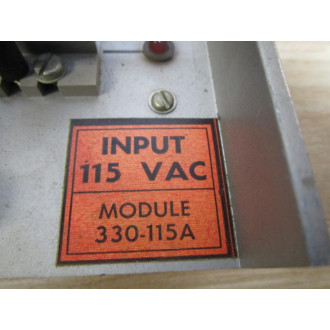 INPUT
115 VAC
MODULE
330-115A